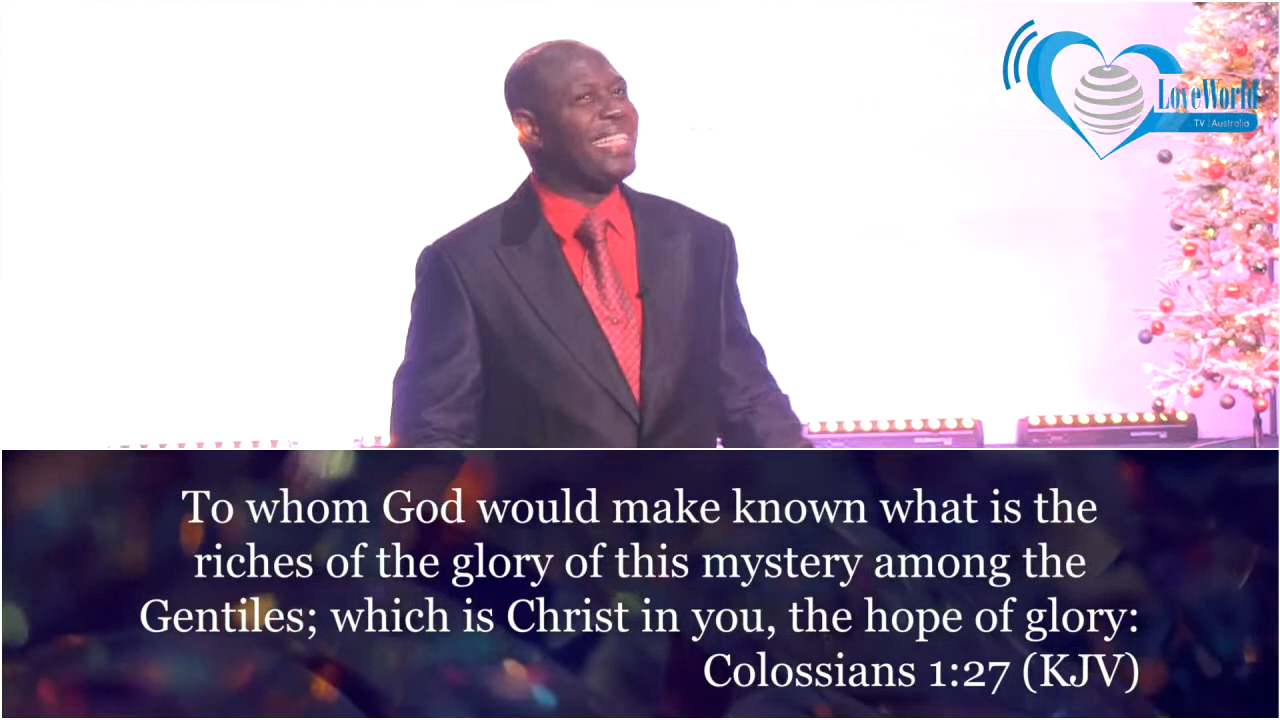 LoveWorld
TV | Australia
To whom God would make known what is the
riches of the glory of this mystery among the
Gentiles; which is Christ in you, the hope of glory:
Colossians 1:27 (KJV)